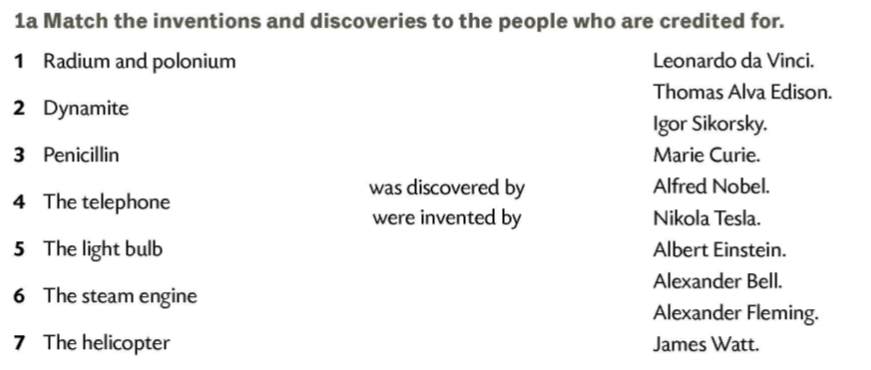 1a Match the inventions and discoveries to the people who are credited for.
1 Radium and polonium
2 Dynamite
3 Penicillin
4 The telephone
5 The light bulb
6 The steam engine
7 The helicopter
was discovered by
were invented by
Leonardo da Vinci.
Thomas Alva Edison.
Igor Sikorsky.
Marie Curie.
Alfred Nobel.
Nikola Tesla.
Albert Einstein.
Alexander Bell.
Alexander Fleming.
James Watt.